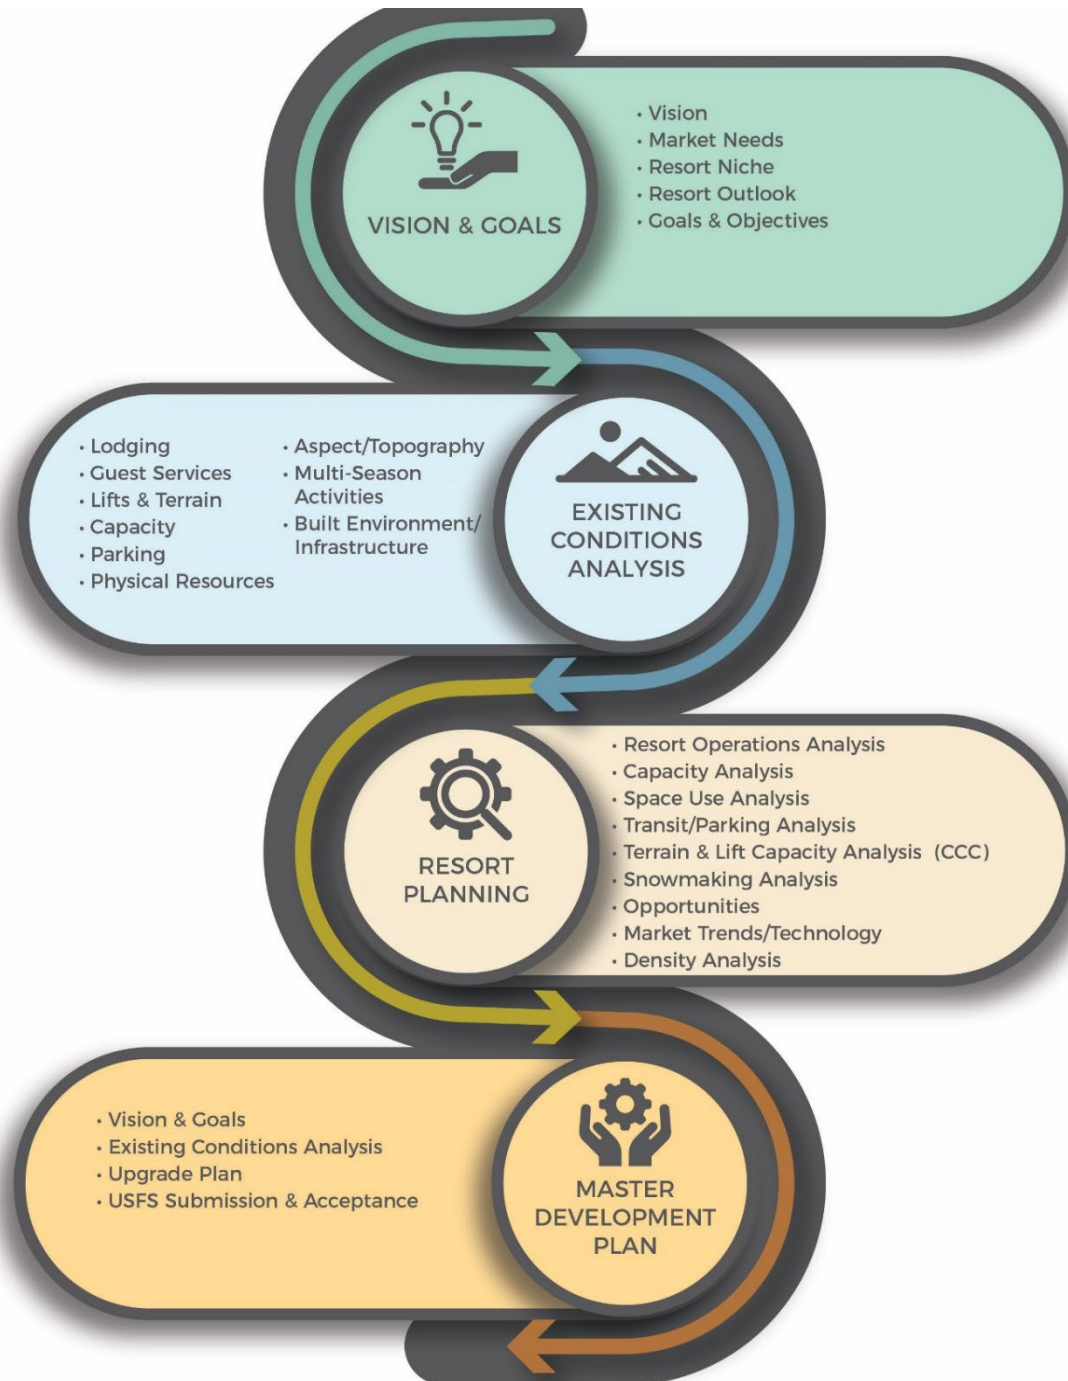 VISION & GOALS
• Vision
• Market Needs
• Resort Niche
• Resort Outlook
• Goals & Objectives
• Lodging
• Guest Services
• Lifts & Terrain
• Capacity
• Parking
• Physical Resources
• Aspect/Topography
• Multi-Season
Activities
• Built Environment/
Infrastructure
EXISTING
CONDITIONS
ANALYSIS
RESORT
PLANNING
• Resort Operations Analysis
• Capacity Analysis
• Space Use Analysis
• Transit/Parking Analysis
• Terrain & Lift Capacity Analysis (CCC)
• Snowmaking Analysis
• Opportunities
• Market Trends/Technology
• Density Analysis
• Vision & Goals
• Existing Conditions Analysis
• Upgrade Plan
• USFS Submission & Acceptance
MASTER
DEVELOPMENT
PLAN